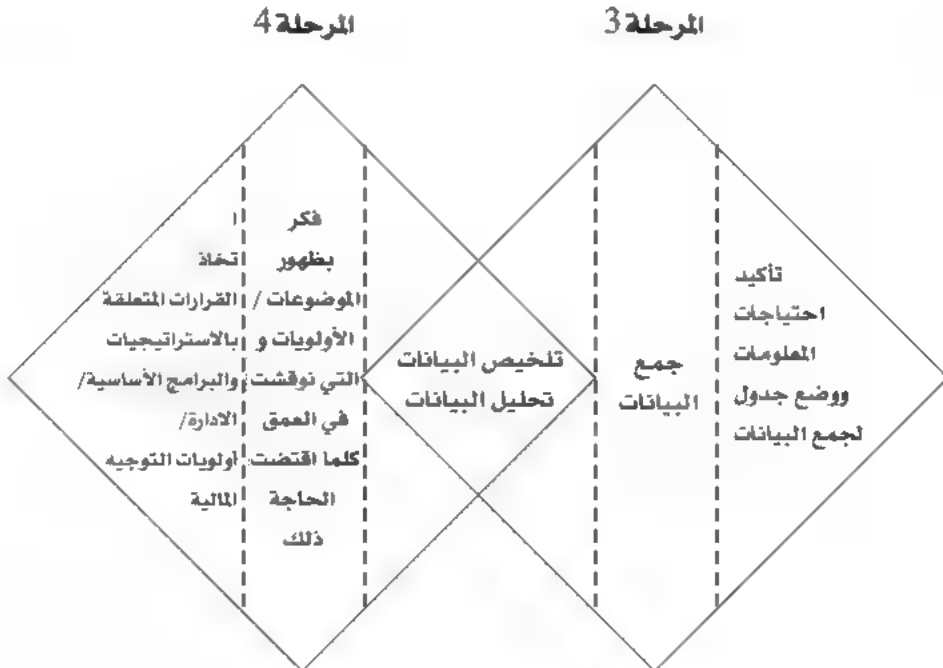 المرحلة 3
المرحلة 4
تأكيد
احتياجات
المعلومات
ووضع جدول
لجمع البيانات
جمع
البيانات
تلخيص البيانات
تحليل البيانات
فكر
بظهور
الموضوعات /
الأولويات و
التي نوقشت
في العمق
كلما اقتضت
الحاجة
ذلك
ا
تخاذ
القرارات المتعلقة
بالاستراتيجيات
والبرامج الأساسية/
الادارة/
أولويات التوجيه
المالية